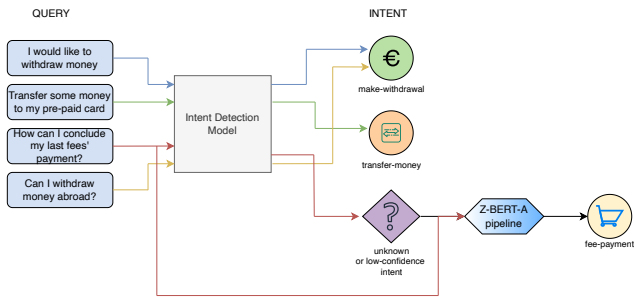 QUERY
INTENT
I would like to
withdraw money
Transfer some money
to my pre-paid card
How can I conclude
my last fees'
payment?
Can I withdraw
money abroad?
Intent Detection
Model
€
make-withdrawal
transfer-money
?
unknown
or low-confidence
intent
Z-BERT-A
pipeline
fee-payment